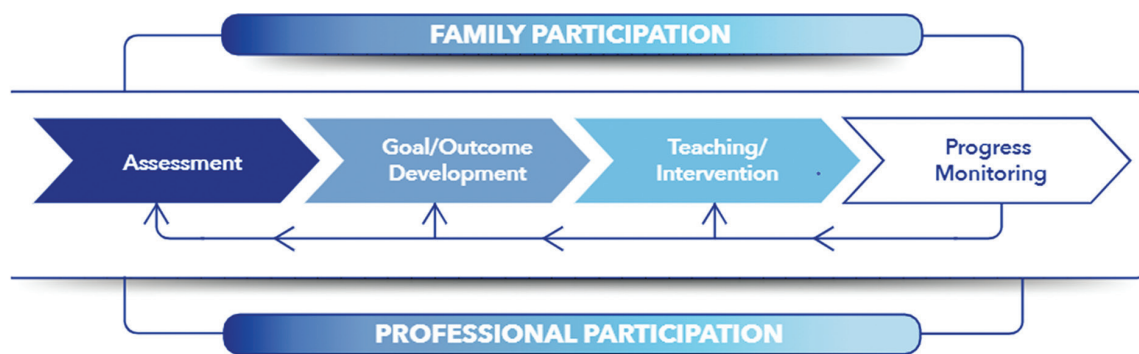 FAMILY PARTICIPATION
Assessment
Goal/Outcome
Development
Teaching/
Intervention
Progress
Monitoring
PROFESSIONAL PARTICIPATION